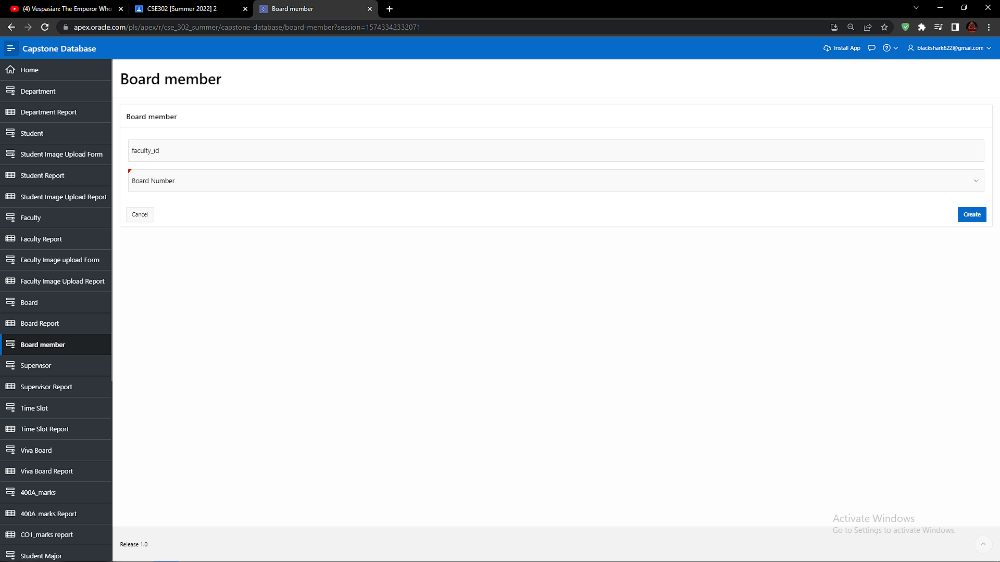 (4) Vespasian: The Emperor Who
CSE302 [Summer 2022] 2
Board member
apex.oracle.com/pls/apex/r/cse_302_summer/capstone-database/board-member?session=15743342332071
Capstone Database
Install App
blackshark622@gmail.com
Home
Department
Department Report
Student
Student Image Upload Form
Student Report
Student Image Upload Report
Faculty
Faculty Report
Faculty Image upload Form
Faculty Image Upload Report
Board
Board Report
Board member
Supervisor
Supervisor Report
Time Slot
Time Slot Report
Viva Board
Viva Board Report
400A_marks
400A_marks Report
CO1_marks report
Student Major
Board member
Board member
faculty_id
Board Number
Cancel
Create
Activate Windows
Go to Settings to activate Windows.
Release 1.0